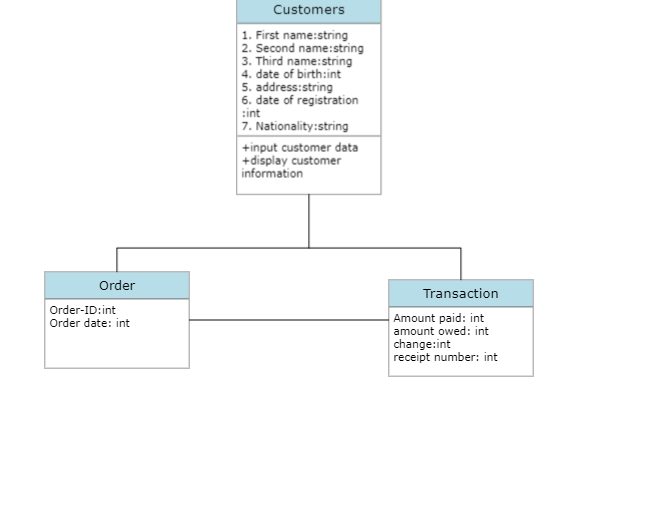 Customers
1. First name:string
2. Second name:string
3. Third name:string
4. date of birth:int
5. address:string
6. date of registration
:int
7. Nationality:string
+input customer data
+display customer
information
Order
Order-ID:int
Order date: int
Transaction
Amount paid: int
amount owed: int
change:int
receipt number: int